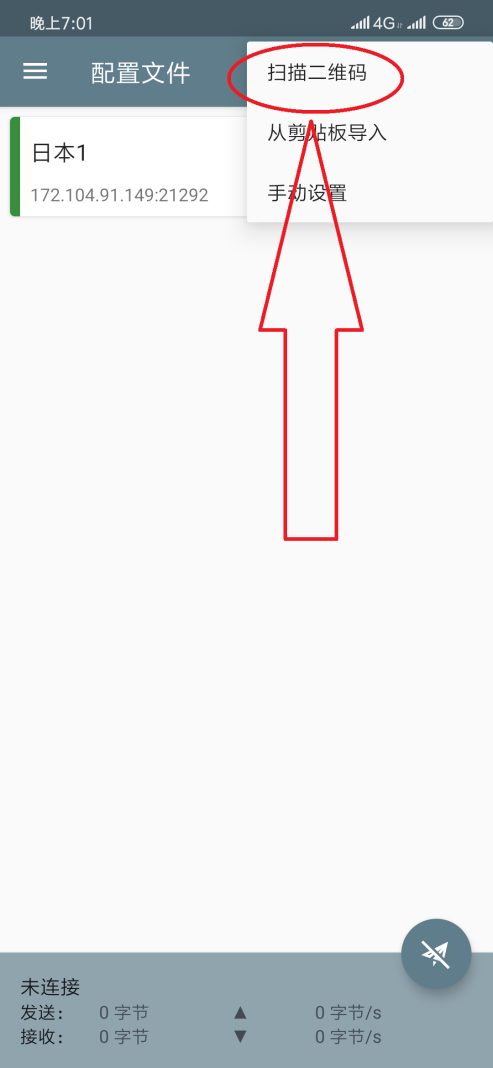 晚上7:01 4G 62
配置文件
扫描二维码
从剪贴板导入
手动设置
日本1
172.104.91.149:21292
未连接
发送： 0 字节 ▲ 0 字节/s
接收： 0 字节 ▼ 0 字节/s